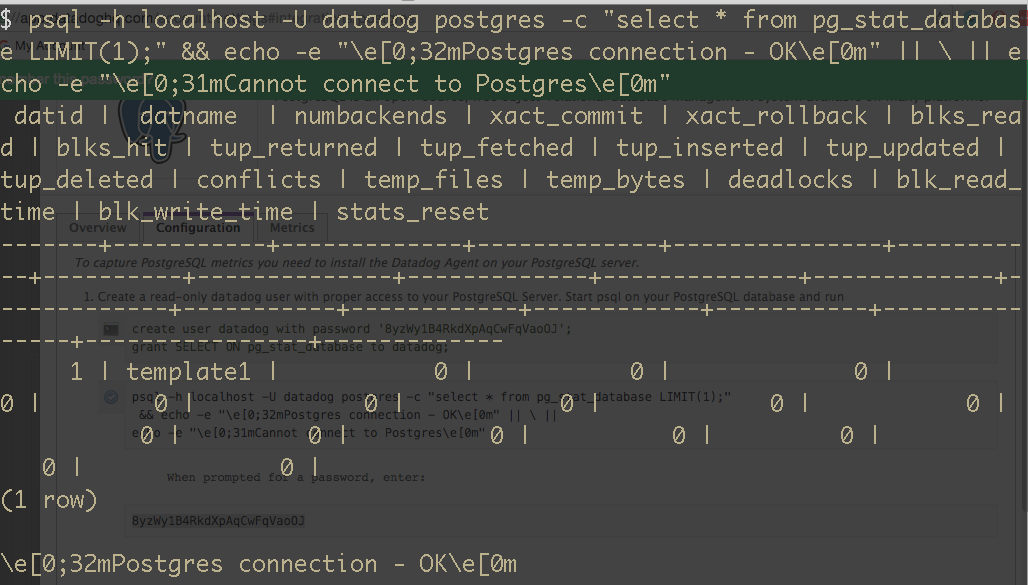 $ psql -h localhost -U datadog postgres -c "select * from pg_stat_databas
e LIMIT(1);" && echo -e "\e[0;32mPostgres connection - OK\e[0m" || \ || e
cho -e "\e[0;31mCannot connect to Postgres\e[0m"
datid | datname | numbackends | xact_commit | xact_rollback | blks_rea
d | blks_hit | tup_returned | tup_fetched | tup_inserted | tup_updated |
tup_deleted | conflicts | temp_files | temp_bytes | deadlocks | blk_read_
time | blk_write_time | stats_reset
-------+-----------+-------------+---------------+----------
--+----------+--------------+-------------+--------------+-
------------+-----------+------------+------------+-----------+----------
-----+----------------+-------------
1 | template1 | 0 | 0 | 0 |
0 | 0 | 0 | 0 | 0 | 0 |
0 | 0 | 0 | 0 | 0 |
0 | 0 |
(1 row)
\e[0;32mPostgres connection - OK\e[0m
My Account
Overview Configuration Metrics
To capture PostgreSQL metrics you need to install the Datadog Agent on your PostgreSQL server.
1. Create a read-only datadog user with proper access to your PostgreSQL Server. Start psql on your PostgreSQL database and run
create user datadog with password '8yzWy1B4RkdXpAqCwFqVaoOJ';
grant SELECT ON pg_stat_database to datadog;
psql -h localhost -U datadog postgres -c "select * from pg_stat_database LIMIT(1);"
&& echo -e "\e[0;32mPostgres connection - OK\e[0m" || \ ||
echo -e "\e[0;31mCannot connect to Postgres\e[0m"
When prompted for a password, enter:
8yzWy1B4RkdXpAqCwFqVaoOJ